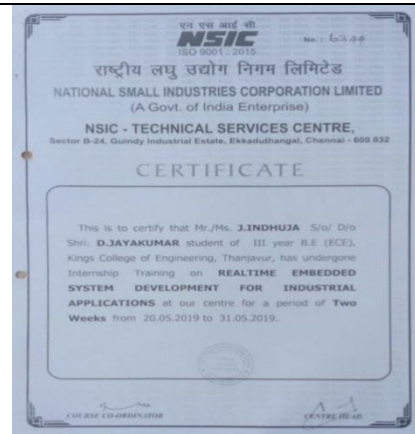 एन एस आई सी
NSIC
No. :
ISO 9001 : 2015
राष्ट्रीय लघु उद्योग निगम लिमिटेड
NATIONAL SMALL INDUSTRIES CORPORATION LIMITED
(A Govt. of India Enterprise)
NSIC - TECHNICAL SERVICES CENTRE,
Sector B-24, Guindy Industrial Estate, Ekkaduthangal, Chennai - 600 032
CERTIFICATE
This is to certify that Mr./Ms. J.INDHUJA S/o/ D/o
Shri. D.JAYAKUMAR student of III year B.E (ECE),
Kings College of Engineering, Thanjavur, has undergone
Internship Training on REALTIME EMBEDDED
SYSTEM DEVELOPMENT FOR INDUSTRIAL
APPLICATIONS at our centre for a period of Two
Weeks from 20.05.2019 to 31.05.2019.
COURSE CO-ORDINATOR
CENTRE HEAD